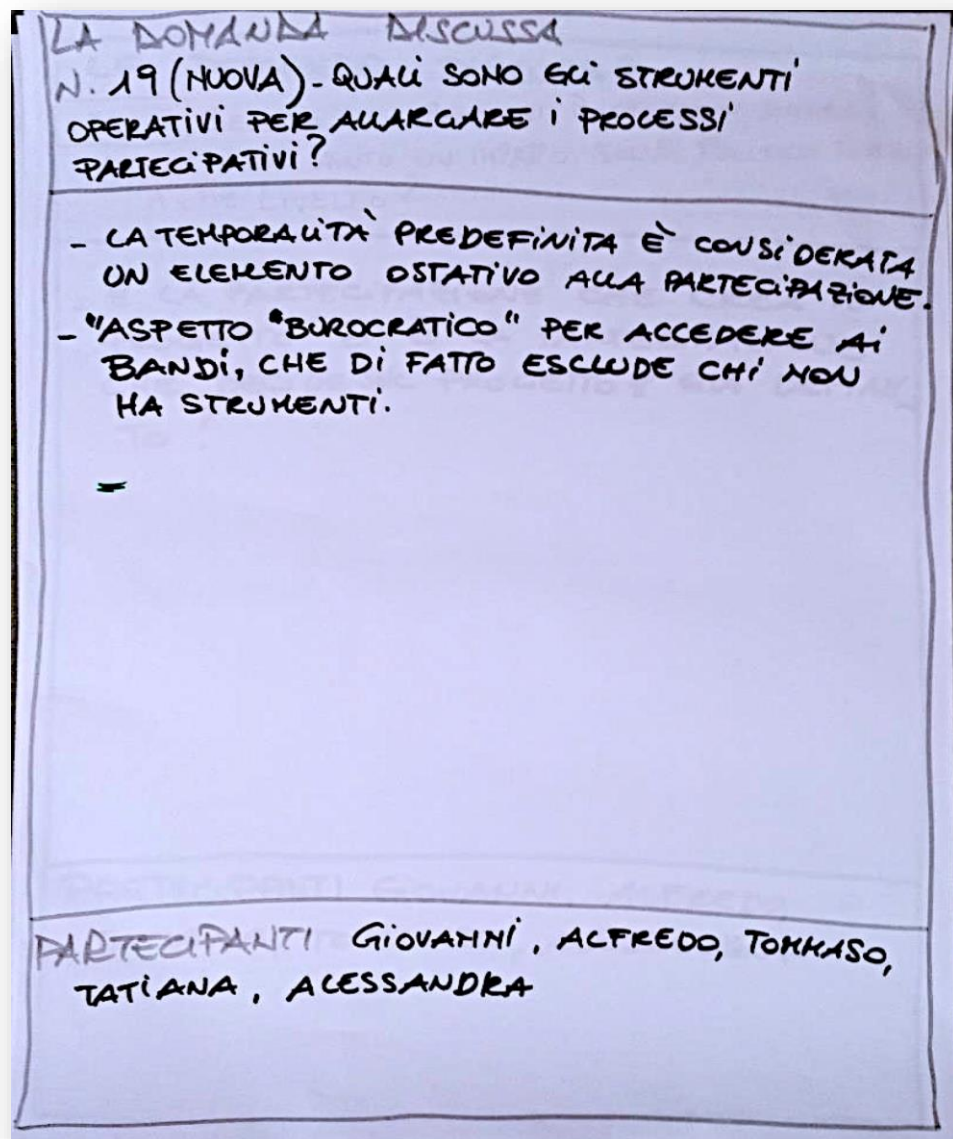 LA DOMANDA DISCUSSA
N. 19 (NUOVA) - QUALI SONO GLI STRUMENTI
OPERATIVI PER ALLARGARE I PROCESSI
PARTECIPATIVI?
- LA TEMPORALITÀ PREDEFINITA È CONSIDERATA
UN ELEMENTO OSTATIVO ALLA PARTECIPAZIONE.
- "ASPETTO "BUROCRATICO" PER ACCEDERE AI
BANDI, CHE DI FATTO ESCLUDE CHI NON
HA STRUMENTI.
-
PARTECIPANTI GIOVANNI, ALFREDO, TOMMASO,
TATIANA, ALESSANDRA